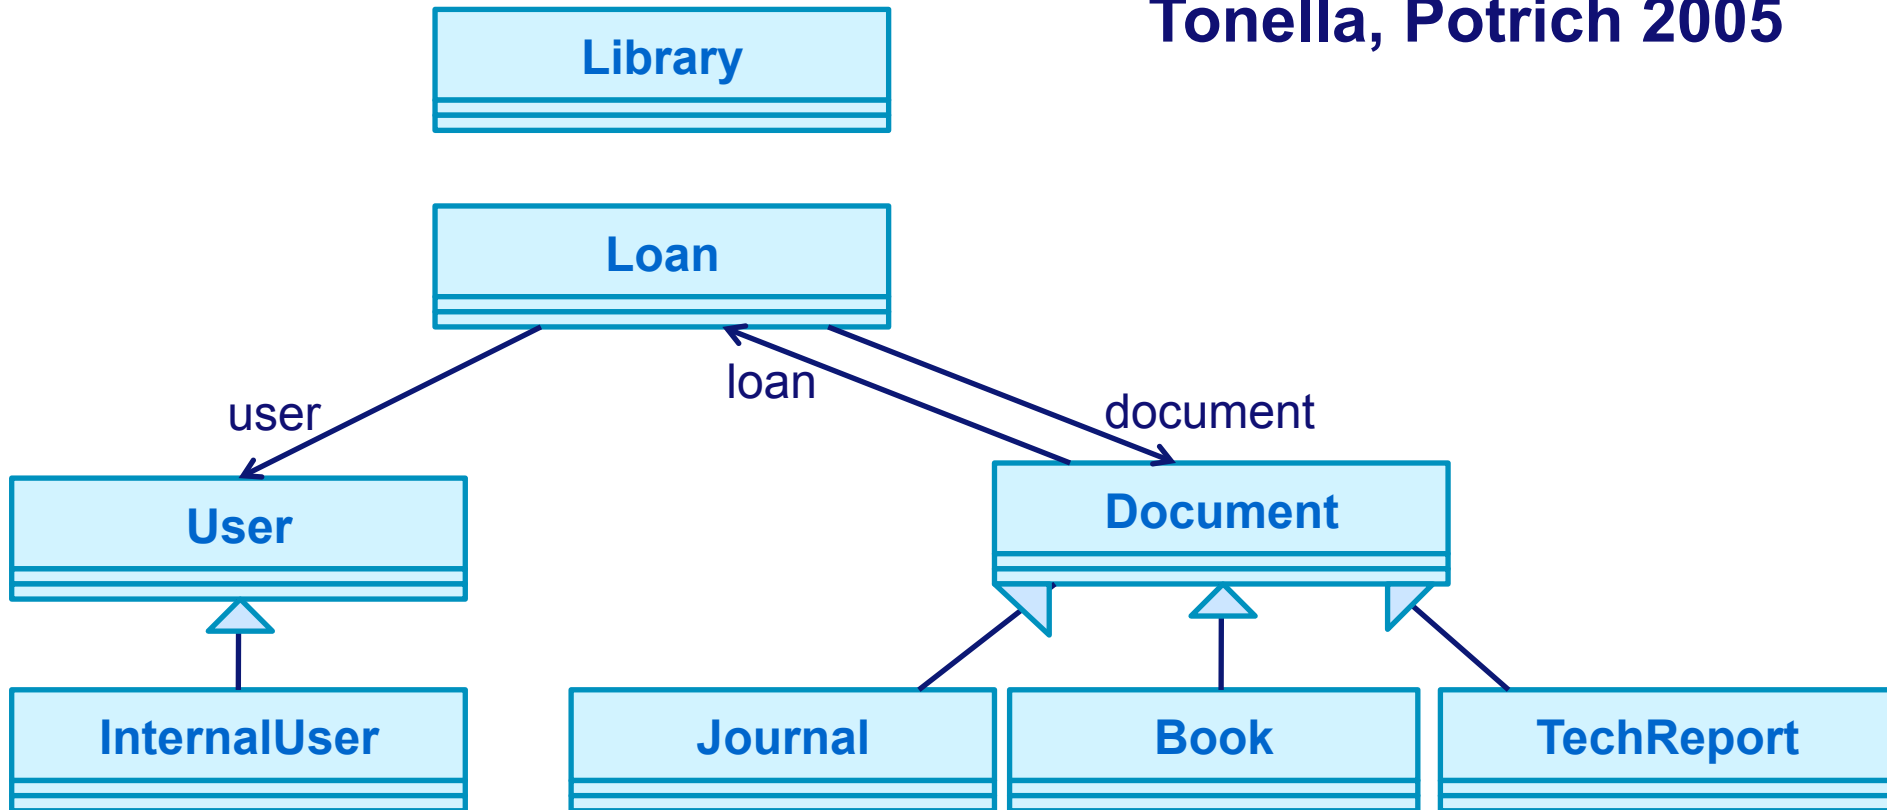 Tonella, Potrich 2005
Library
Loan
loan
user
document
User
Document
InternalUser
Journal
Book
TechReport